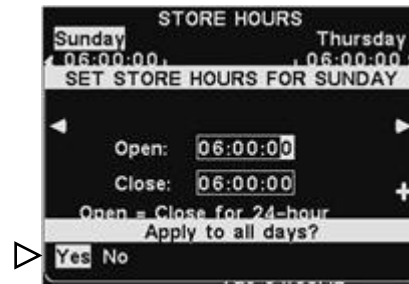 STORE HOURS
Sunday Thursday
06:00:00 06:00:00
SET STORE HOURS FOR SUNDAY
Open: 06:00:00
Close: 06:00:00
Open = Close for 24-hour
Apply to all days?
Yes No